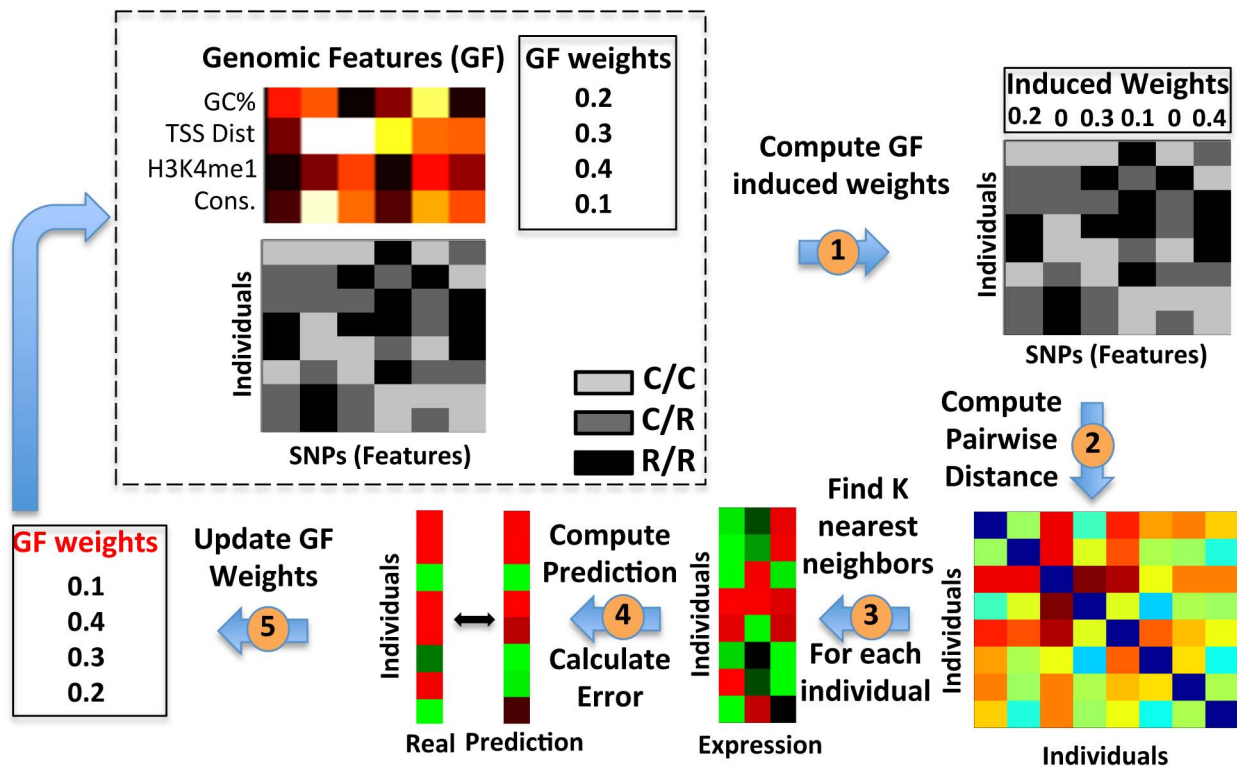 Genomic Features (GF)
GC%
TSS Dist
H3K4me1
Cons.
GF weights
0.2
0.3
0.4
0.1
Individuals
SNPs (Features)
C/C
C/R
R/R
Compute GF
induced weights
1
Induced Weights
0.2 0 0.3 0.1 0 0.4
Individuals
SNPs (Features)
Compute
Pairwise
Distance
2
Individuals
Individuals
Find K
nearest
neighbors
3
For each
individual
Individuals
Expression
Compute
Prediction
4
Calculate
Error
Individuals
Real
Prediction
Update GF
Weights
5
GF weights
0.1
0.4
0.3
0.2